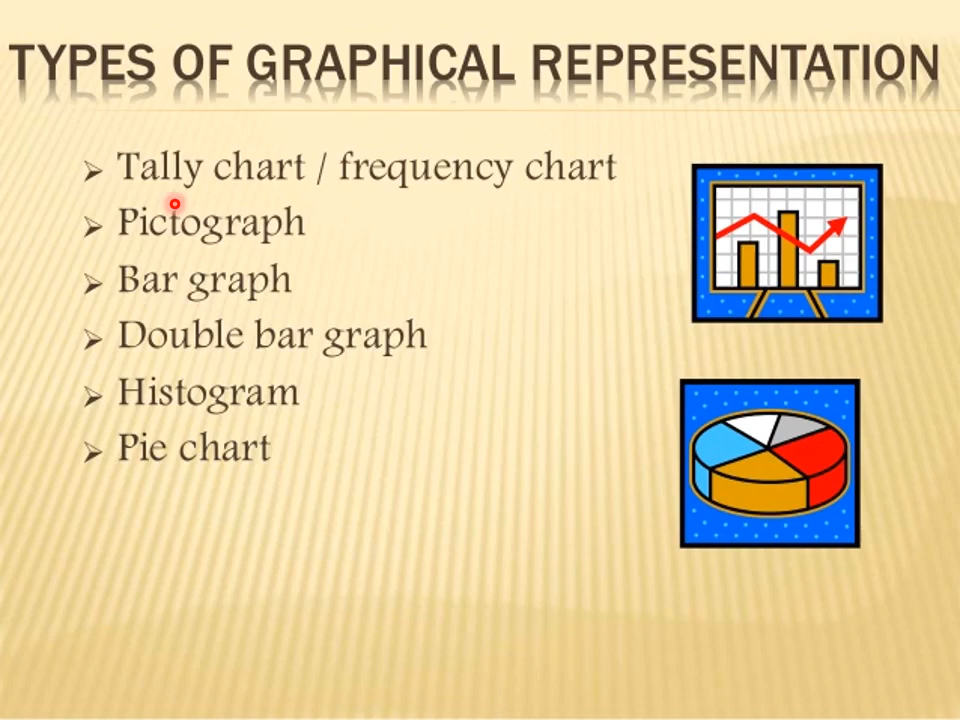 TYPES OF GRAPHICAL REPRESENTATION
Tally chart / frequency chart
Pictograph
Bar graph
Double bar graph
Histogram
Pie chart